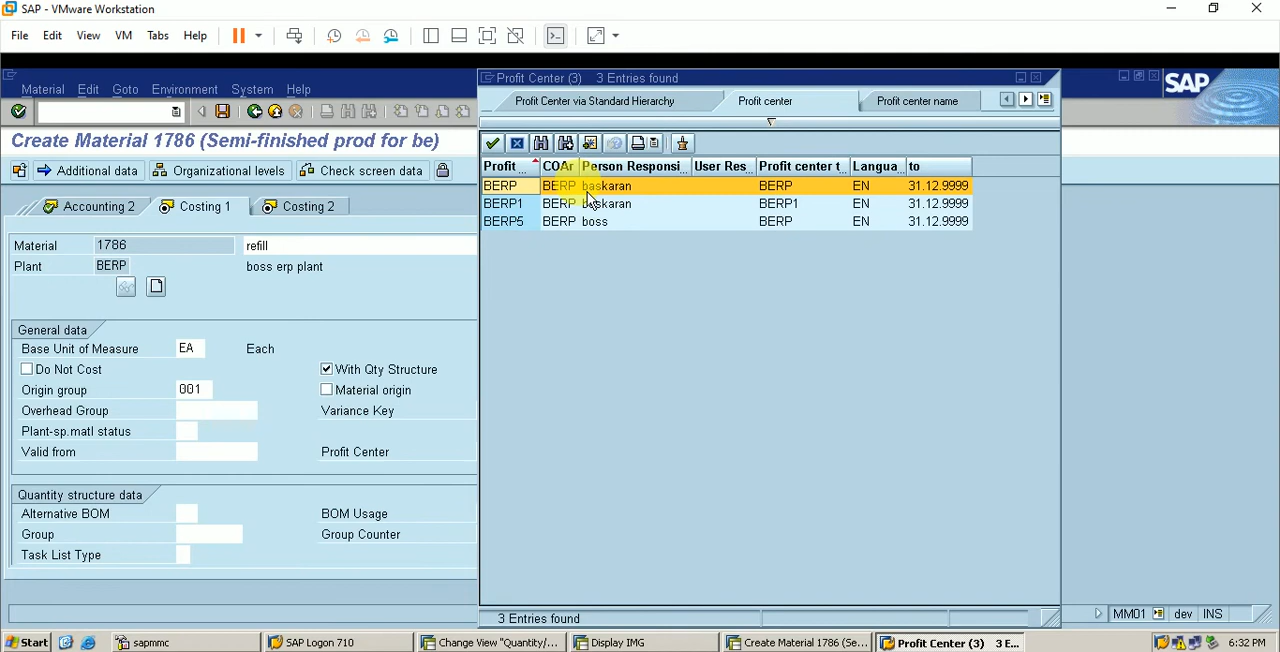 SAP - VMware Workstation
File Edit View VM Tabs Help
Profit Center (3) 3 Entries found
Material Edit Goto Environment System Help
SAP
Profit Center via Standard Hierarchy Profit center Profit center name
Create Material 1786 (Semi-finished prod for be)
Additional data Organizational levels Check screen data
Profit ... COAr Person Responsi... User Res... Profit center t... Langua... to
BERP BERP baskaran BERP EN 31.12.9999
BERP1 BERP baskaran BERP1 EN 31.12.9999
BERP5 BERP boss BERP EN 31.12.9999
Accounting 2 Costing 1 Costing 2
Material 1786 refill
Plant BERP boss erp plant
General data
Base Unit of Measure EA Each
Do Not Cost With Qty Structure
Origin group 001 Material origin
Overhead Group Variance Key
Plant-sp.matl status
Valid from Profit Center
Quantity structure data
Alternative BOM BOM Usage
Group Group Counter
Task List Type
3 Entries found
MM01 dev INS
Start sapmmc SAP Logon 710 Change View "Quantity/... Display IMG Create Material 1786 (Se... Profit Center (3) 3 E... 6:32 PM